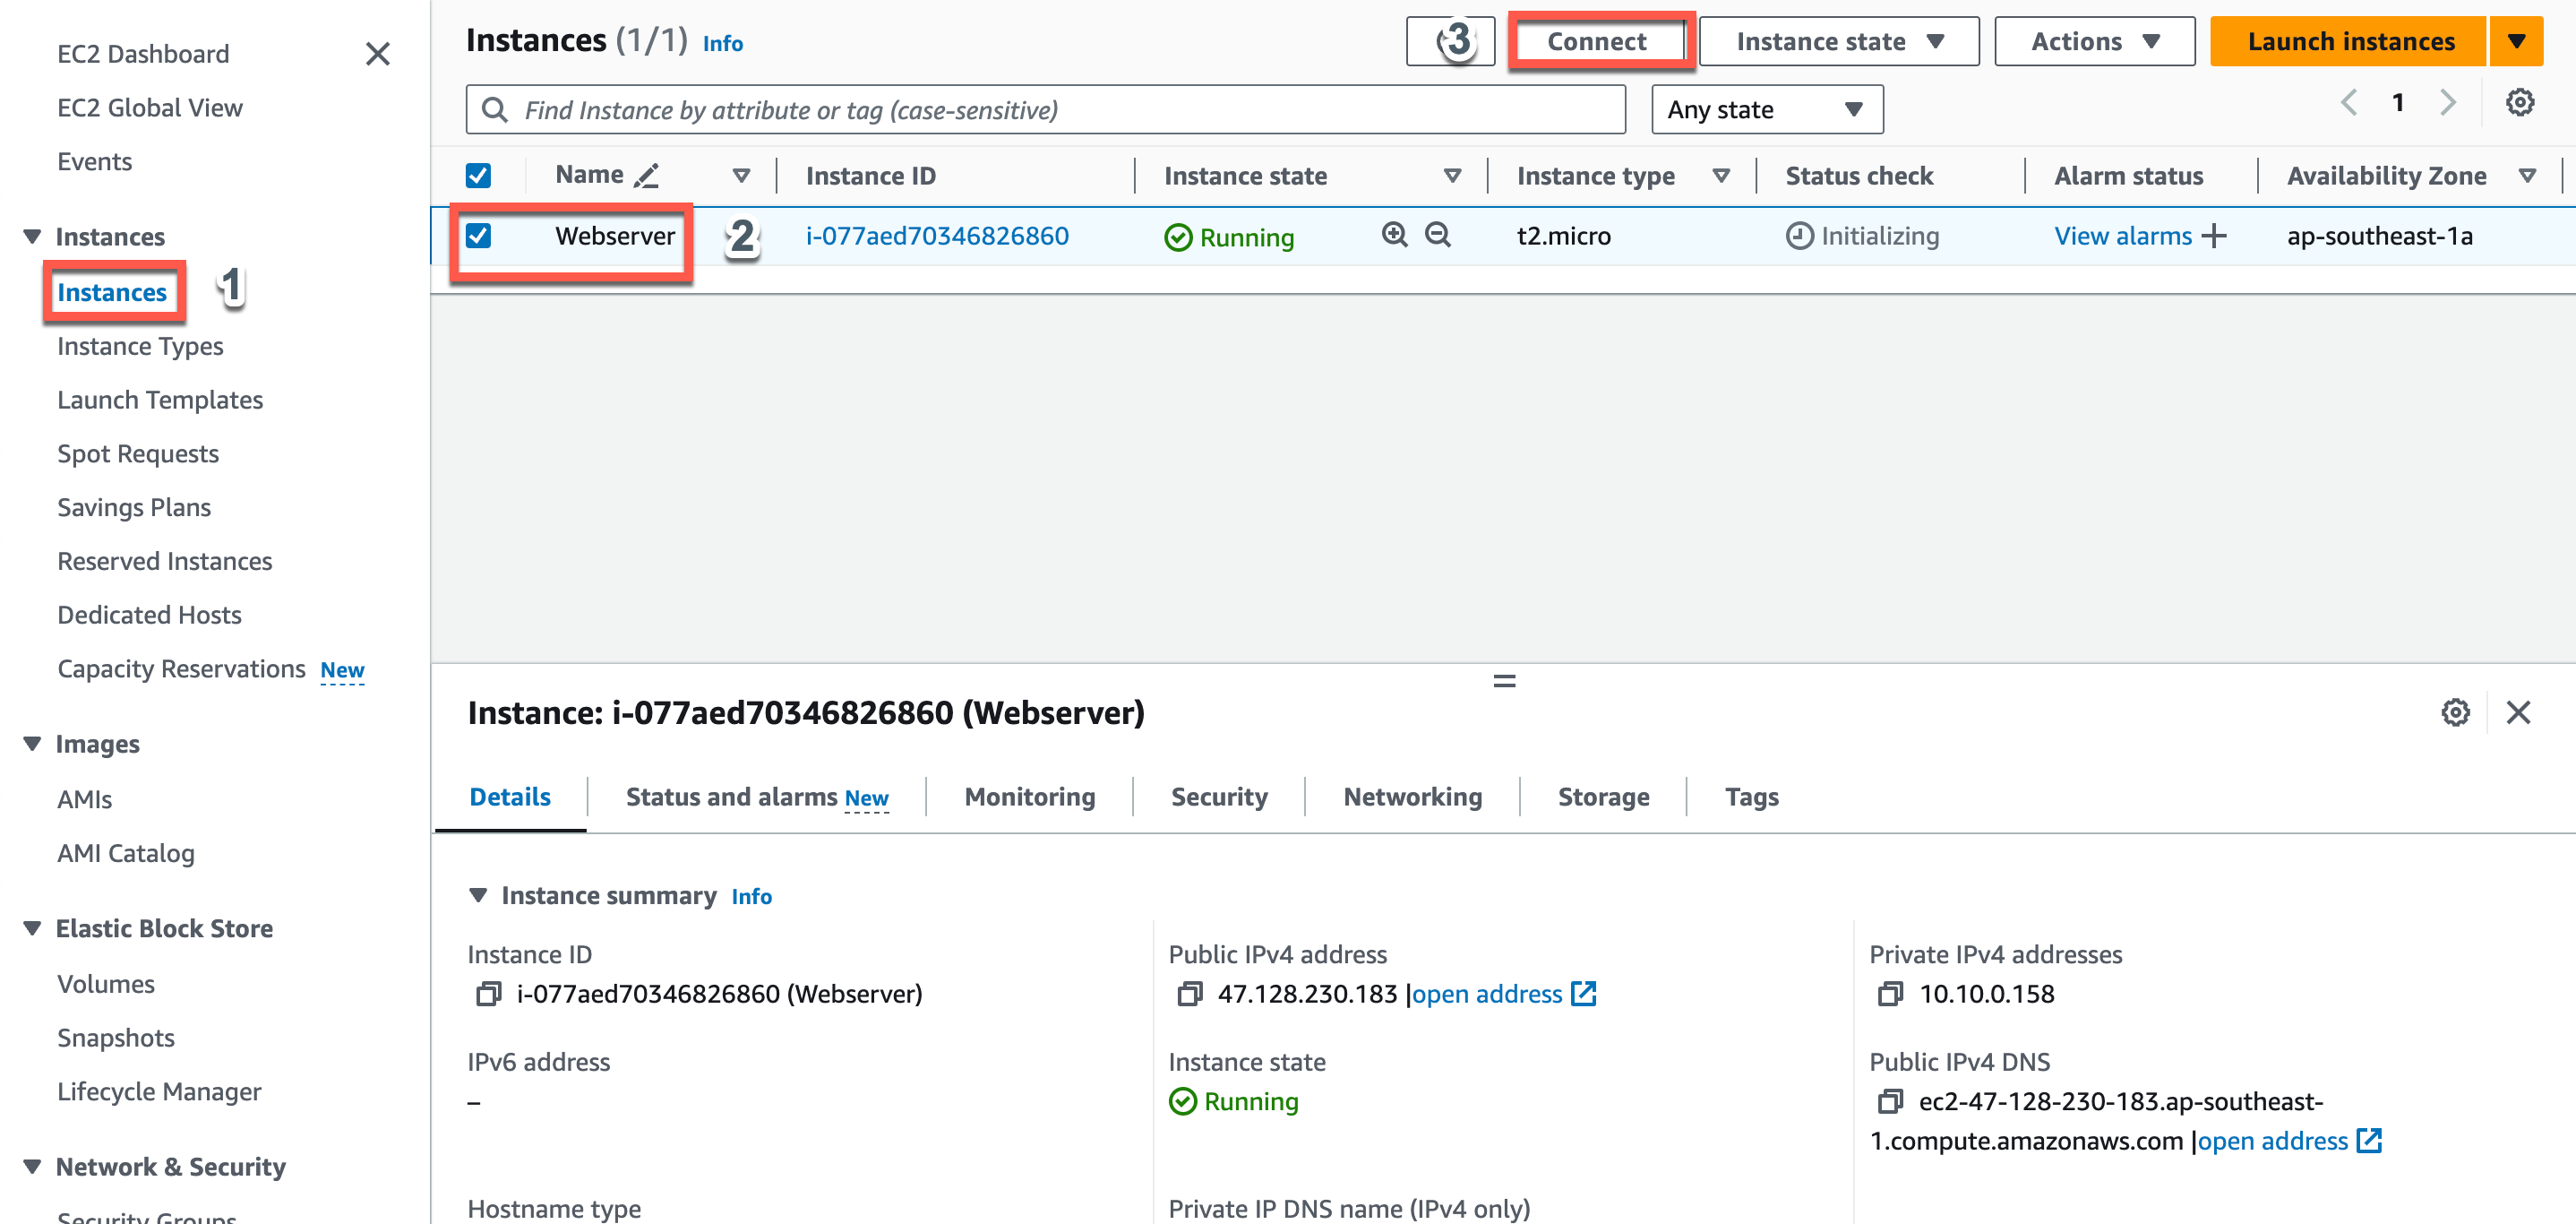 EC2 Dashboard
EC2 Global View
Events
Instances
Instances
1
Instance Types
Launch Templates
Spot Requests
Savings Plans
Reserved Instances
Dedicated Hosts
Capacity Reservations New
Images
AMIs
AMI Catalog
Elastic Block Store
Volumes
Snapshots
Lifecycle Manager
Network & Security
Security Groups
Instances (1/1) Info
3
Connect
Instance state
Actions
Launch instances
Find Instance by attribute or tag (case-sensitive)
Any state
1
Name Instance ID Instance state Instance type Status check Alarm status Availability Zone
Webserver 2 i-077aed70346826860 Running t2.micro Initializing View alarms + ap-southeast-1a
Instance: i-077aed70346826860 (Webserver)
Details Status and alarms New Monitoring Security Networking Storage Tags
Instance summary Info
Instance ID
i-077aed70346826860 (Webserver)
Public IPv4 address
47.128.230.183 |open address
Private IPv4 addresses
10.10.0.158
IPv6 address
–
Instance state
Running
Public IPv4 DNS
ec2-47-128-230-183.ap-southeast-
1.compute.amazonaws.com |open address
Hostname type
Private IP DNS name (IPv4 only)